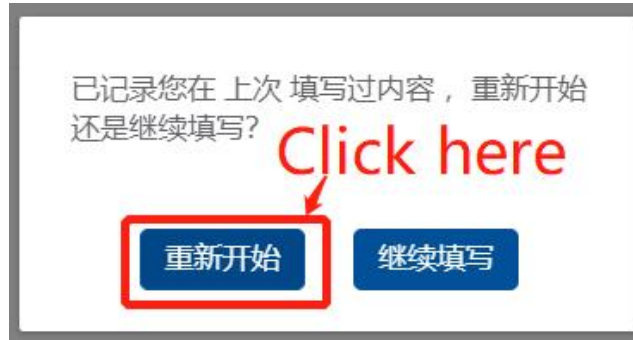 已记录您在 上次 填写过内容， 重新开始
还是继续填写?
Click here
重新开始
继续填写